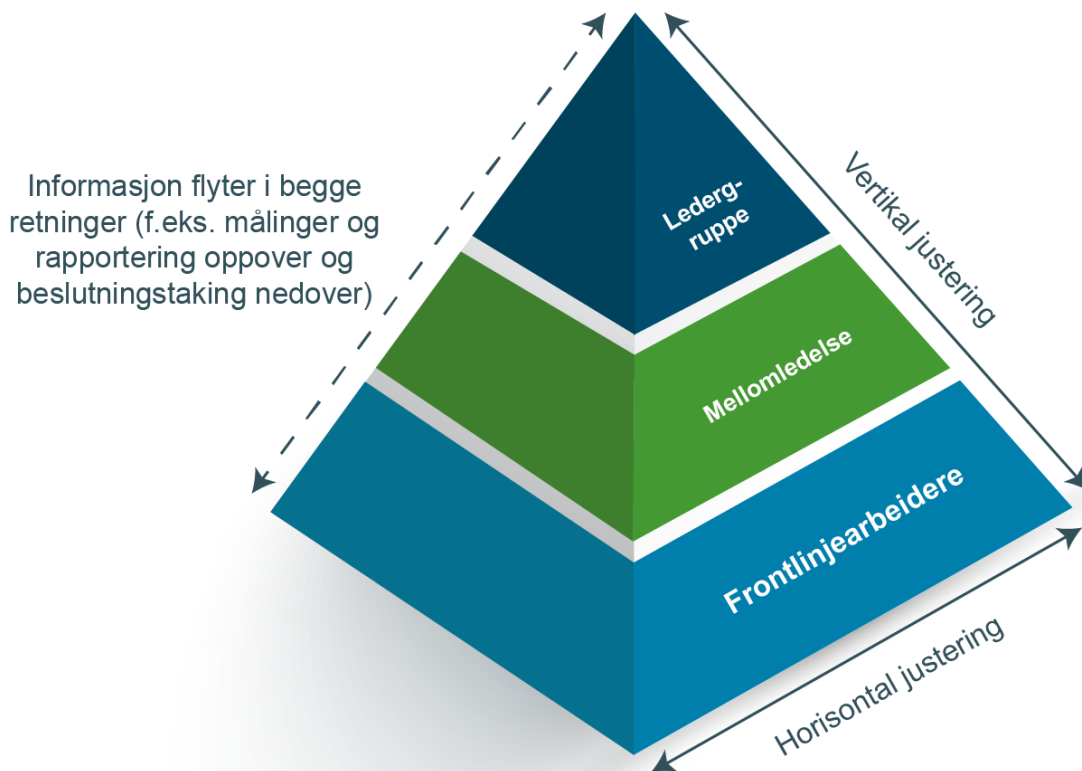 Informasjon flyter i begge
retninger (f.eks. målinger og
rapportering oppover og
beslutningstaking nedover)
Lederg-
ruppe
Mellomledelse
Frontlinjearbeidere
Vertikal justering
Horisontal justering